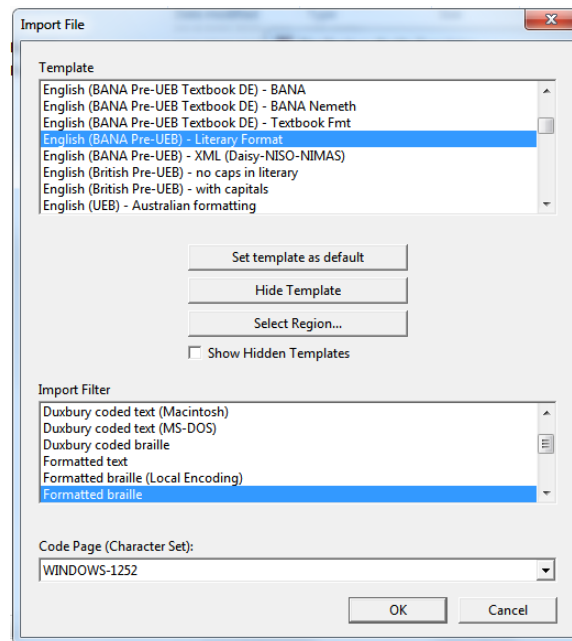 Import File
Template
English (BANA Pre-UEB Textbook DE) - BANA
English (BANA Pre-UEB Textbook DE) - BANA Nemeth
English (BANA Pre-UEB Textbook DE) - Textbook Fmt
English (BANA Pre-UEB) - Literary Format
English (BANA Pre-UEB) - XML (Daisy-NISO-NIMAS)
English (British Pre-UEB) - no caps in literary
English (British Pre-UEB) - with capitals
English (UEB) - Australian formatting
Set template as default
Hide Template
Select Region...
Show Hidden Templates
Import Filter
Duxbury coded text (Macintosh)
Duxbury coded text (MS-DOS)
Duxbury coded braille
Formatted text
Formatted braille (Local Encoding)
Formatted braille
Code Page (Character Set):
WINDOWS-1252
OK Cancel